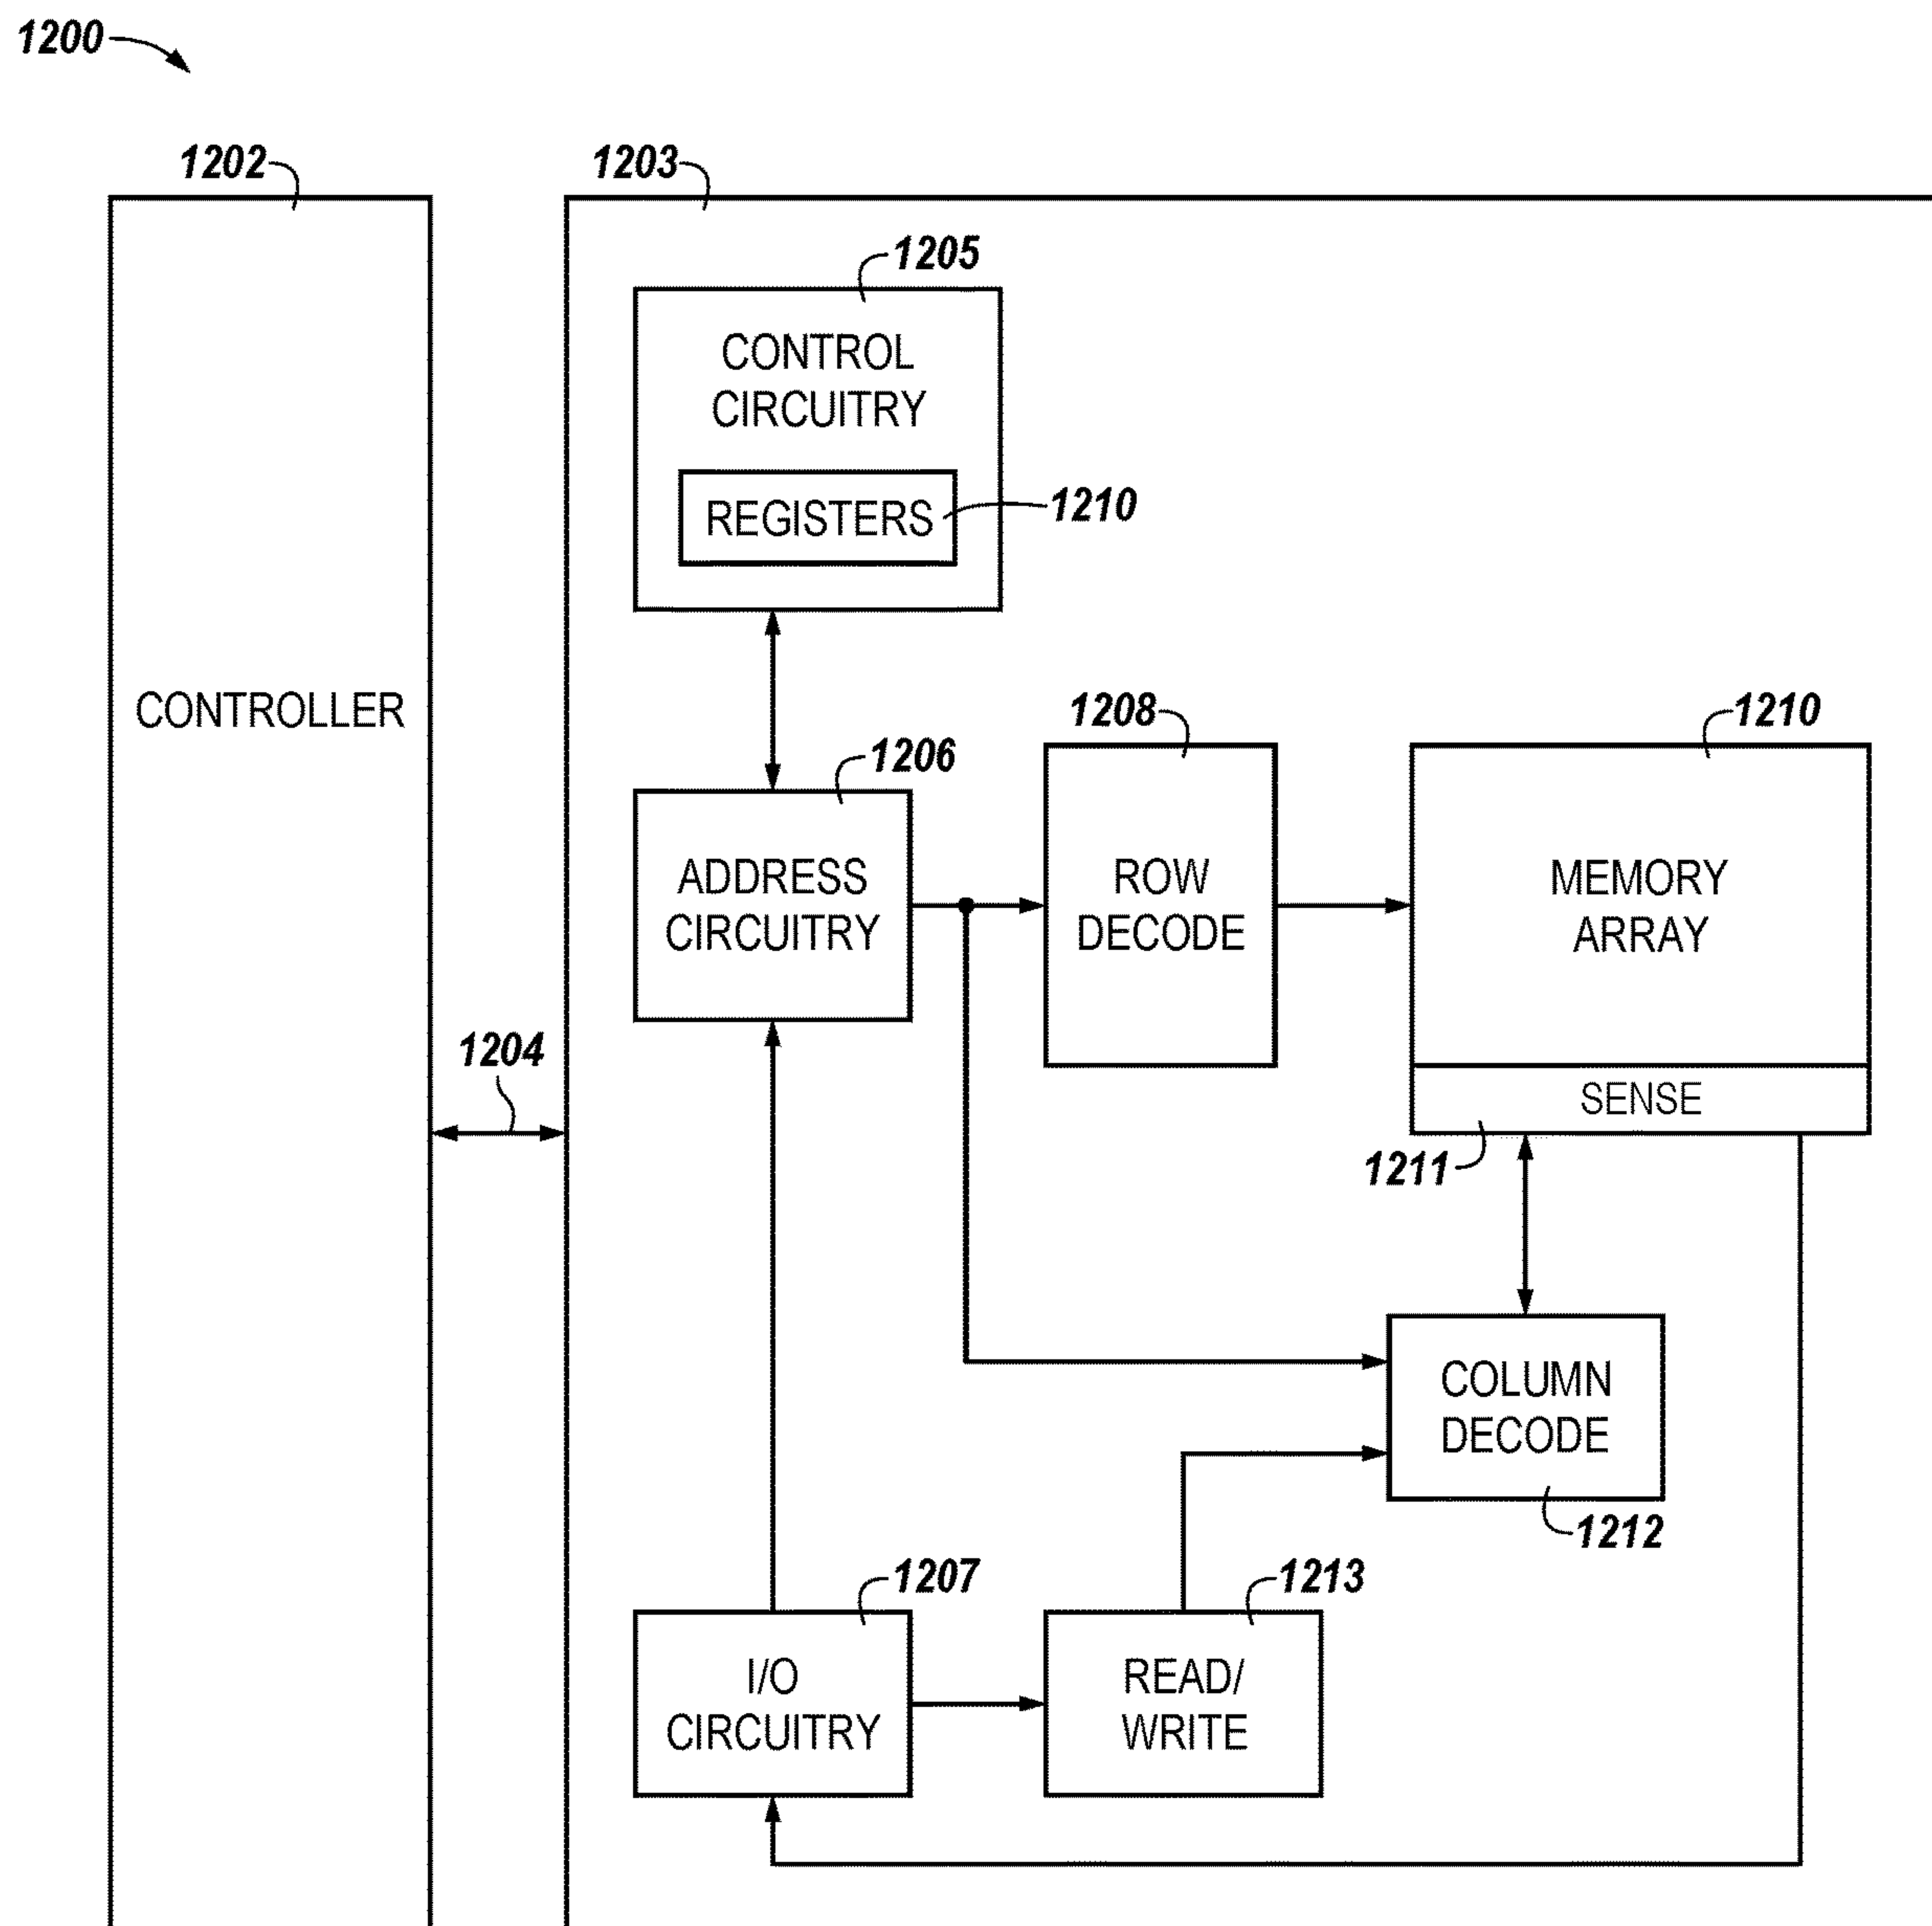 1200
1202
1203
1205
CONTROL
CIRCUITRY
REGISTERS
1210
CONTROLLER
1206
1208
1210
ADDRESS
CIRCUITRY
ROW
DECODE
MEMORY
ARRAY
1204
SENSE
1211
COLUMN
DECODE
1212
1207
1213
I/O
CIRCUITRY
READ/
WRITE